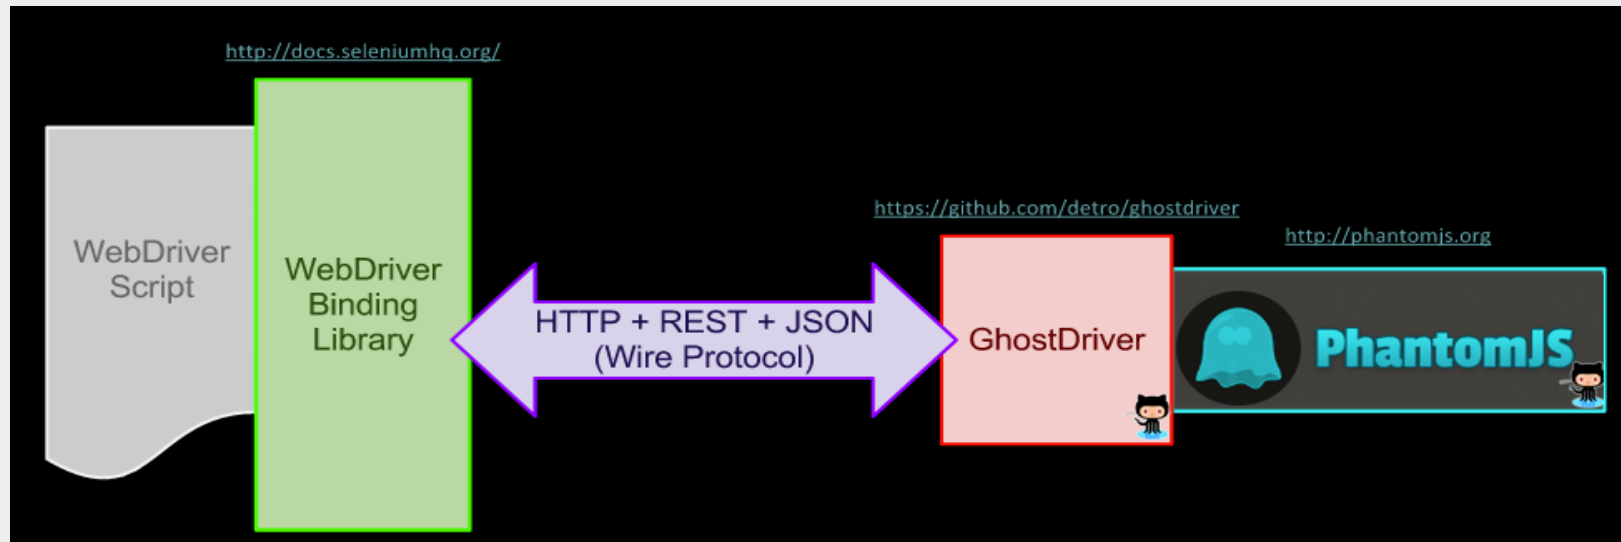 http://docs.seleniumhq.org/
WebDriver
Script
WebDriver
Binding
Library
HTTP + REST + JSON
(Wire Protocol)
https://github.com/detro/ghostdriver
GhostDriver
http://phantomjs.org
PhantomJS